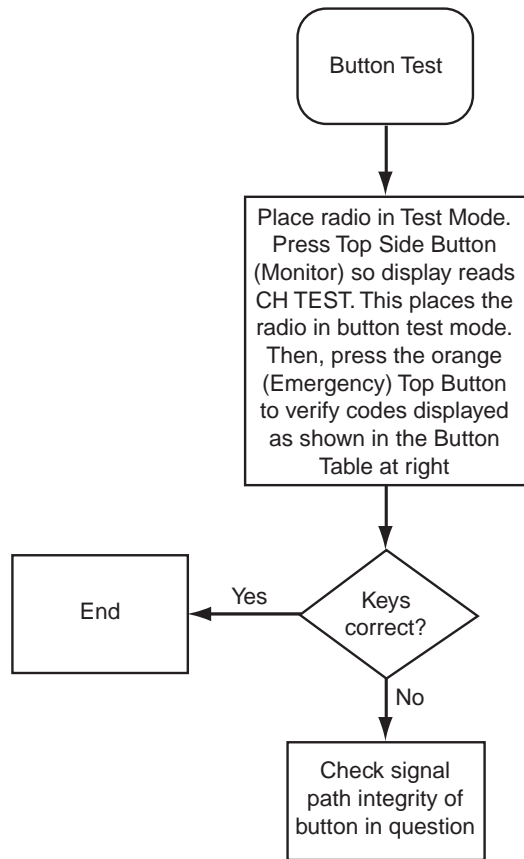 Button Test
Place radio in Test Mode.
Press Top Side Button
(Monitor) so display reads
CH TEST. This places the
radio in button test mode.
Then, press the orange
(Emergency) Top Button
to verify codes displayed
as shown in the Button
Table at right
Keys
correct?
Yes
End
No
Check signal
path integrity of
button in question